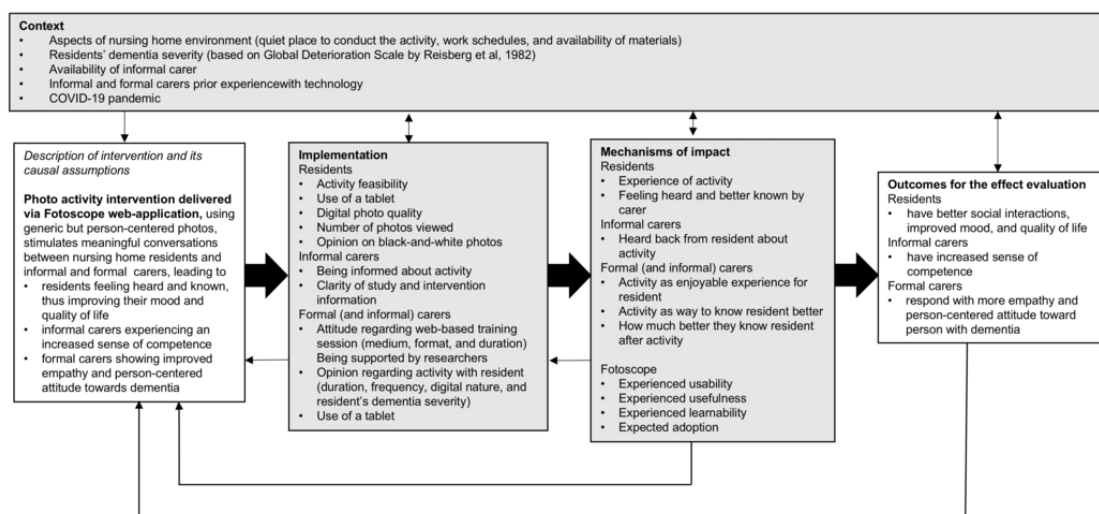 Context
• Aspects of nursing home environment (quiet place to conduct the activity, work schedules, and availability of materials)
• Residents' dementia severity (based on Global Deterioration Scale by Reisberg et al, 1982)
• Availability of informal carer
• Informal and formal carers prior experiencewith technology
• COVID-19 pandemic
Description of intervention and its
causal assumptions
Photo activity intervention delivered
via Fotoscope web-application, using
generic but person-centered photos,
stimulates meaningful conversations
between nursing home residents and
informal and formal carers, leading to
• residents feeling heard and known,
thus improving their mood and
quality of life
• informal carers experiencing an
increased sense of competence
• formal carers showing improved
empathy and person-centered
attitude towards dementia
Implementation
Residents
• Activity feasibility
• Use of a tablet
• Digital photo quality
• Number of photos viewed
• Opinion on black-and-white photos
Informal carers
• Being informed about activity
• Clarity of study and intervention
information
Formal (and informal) carers
• Attitude regarding web-based training
session (medium, format, and duration)
Being supported by researchers
• Opinion regarding activity with resident
(duration, frequency, digital nature, and
resident's dementia severity)
• Use of a tablet
Mechanisms of impact
Residents
• Experience of activity
• Feeling heard and better known by
carer
Informal carers
• Heard back from resident about
activity
Formal (and informal) carers
• Activity as enjoyable experience for
resident
• Activity as way to know resident better
• How much better they know resident
after activity
Fotoscope
• Experienced usability
• Experienced usefulness
• Experienced learnability
• Expected adoption
Outcomes for the effect evaluation
Residents
• have better social interactions,
improved mood, and quality of life
Informal carers
• have increased sense of
competence
Formal carers
• respond with more empathy and
person-centered attitude toward
person with dementia